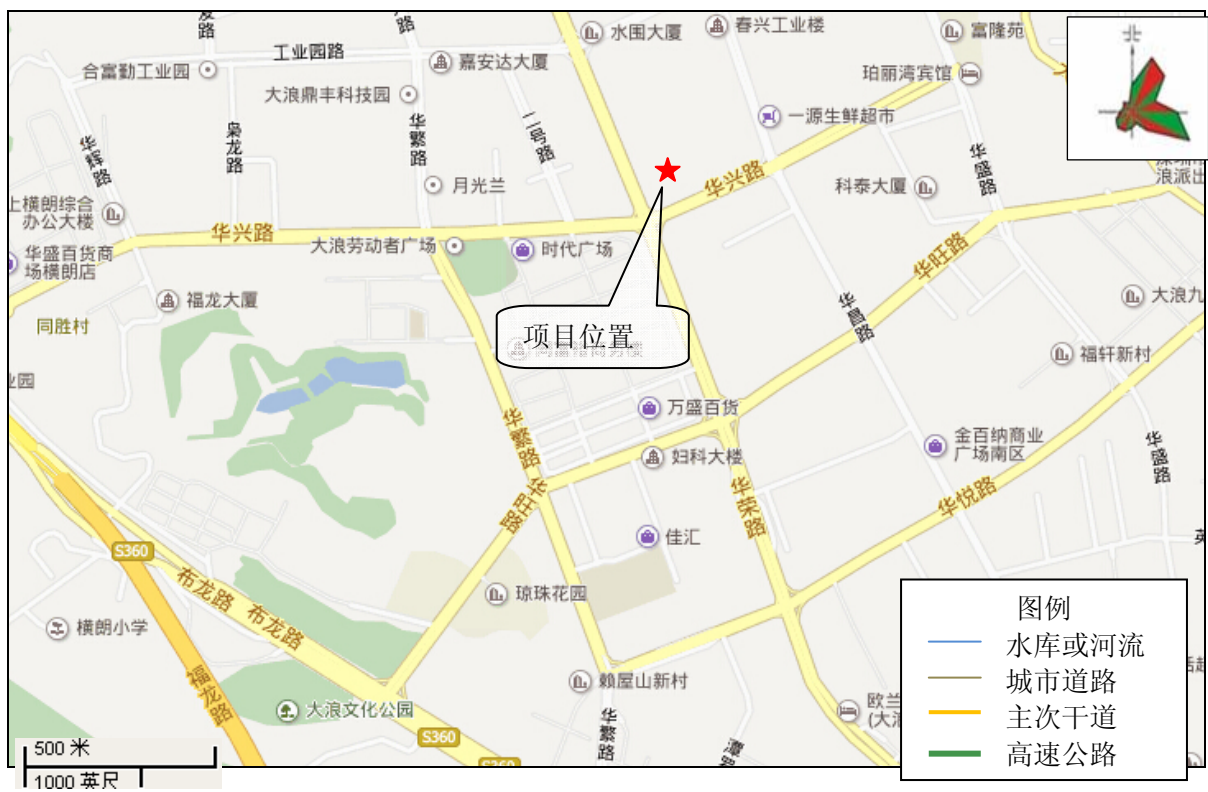 水围大厦
春兴工业楼
富隆苑
北
工业园路
合富勤工业园
嘉安达大厦
珀丽湾宾馆
大浪鼎丰科技园
一源生鲜超市
华繁路
二号路
枭龙路
华辉路
月光兰
华兴路
科泰大厦
华盛路
浪派出
上横朗综合
办公大楼
华兴路
大浪劳动者广场
时代广场
华旺路
华盛百货商
场横朗店
福龙大厦
华昌路
大浪九
同胜村
项目位置
福轩新村
业园
万盛百货
华繁路
金百纳商业
广场南区
华盛路
妇科大楼
华旺路
华荣路
华悦路
佳汇
S360
布龙路
布龙路
琼珠花园
横朗小学
福龙路
赖屋山新村
大浪文化公园
欧兰
(大浪
华繁路
S360
S360
图例
水库或河流
城市道路
主次干道
高速公路
500 米
1000 英尺